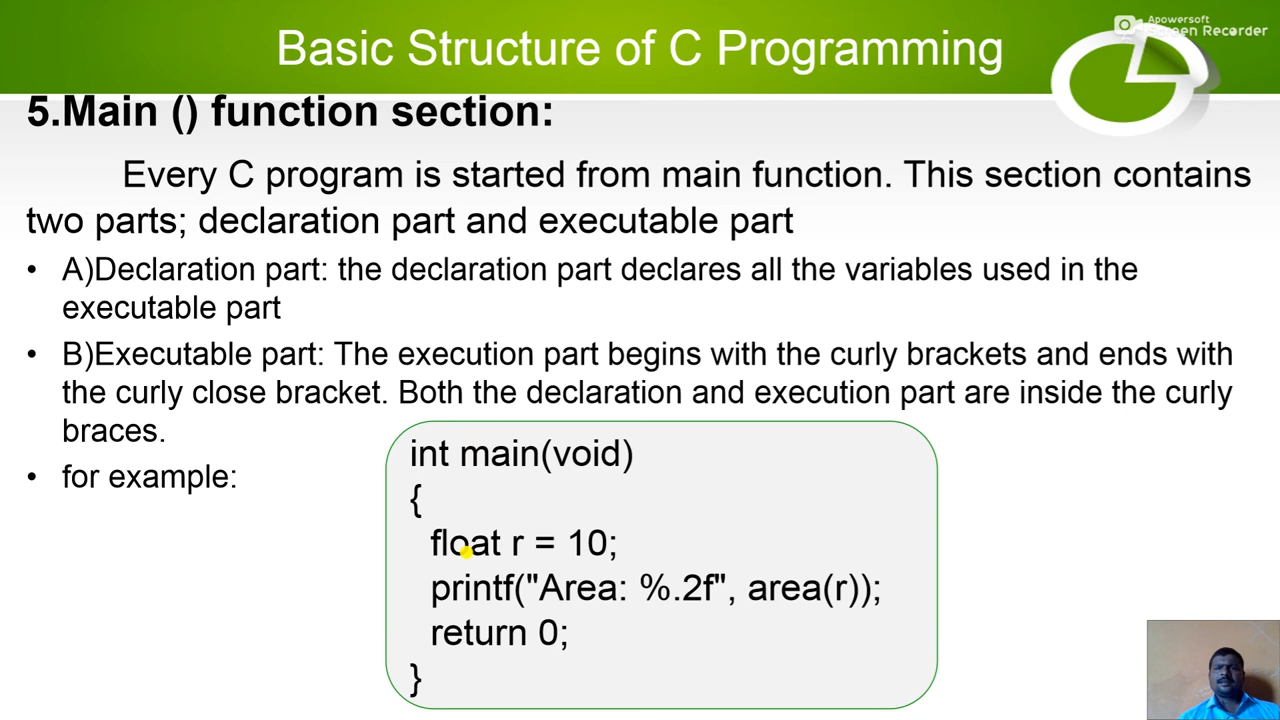 Apowersoft
Screen Recorder
Basic Structure of C Programming
5.Main () function section:
Every C program is started from main function. This section contains
two parts; declaration part and executable part
• A)Declaration part: the declaration part declares all the variables used in the
executable part
• B)Executable part: The execution part begins with the curly brackets and ends with
the curly close bracket. Both the declaration and execution part are inside the curly
braces.
• for example:
int main(void)
{
float r = 10;
printf("Area: %.2f", area(r));
return 0;
}